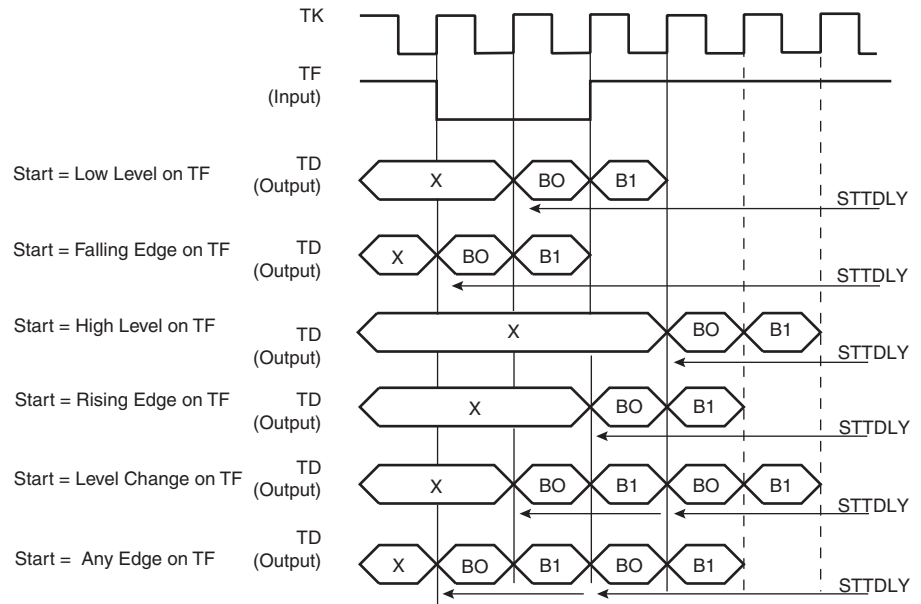 TK
TF
(Input)
Start = Low Level on TF
TD
(Output)
X
BO
B1
STTDLY
Start = Falling Edge on TF
TD
(Output)
X
BO
B1
STTDLY
Start = High Level on TF
TD
(Output)
X
BO
B1
STTDLY
Start = Rising Edge on TF
TD
(Output)
X
BO
B1
STTDLY
Start = Level Change on TF
TD
(Output)
X
BO
B1
BO
B1
STTDLY
Start = Any Edge on TF
TD
(Output)
X
BO
B1
BO
B1
STTDLY